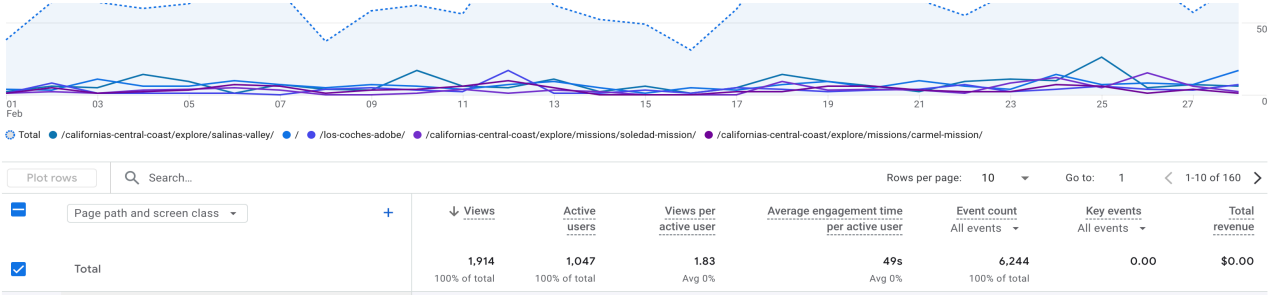 50
0
01 03 05 07 09 11 13 15 17 19 21 23 25 27
Feb
Total /californias-central-coast/explore/salinas-valley/ / /los-coches-adobe/ /californias-central-coast/explore/missions/soledad-mission/ /californias-central-coast/explore/missions/carmel-mission/
Plot rows Search... Rows per page: 10 Go to: 1 1-10 of 160
Page path and screen class + Views Active Views per Average engagement time Event count Key events Total
users active user per active user All events All events revenue
Total 1,914 1,047 1.83 49s 6,244 0.00 $0.00
100% of total 100% of total Avg 0% Avg 0% 100% of total